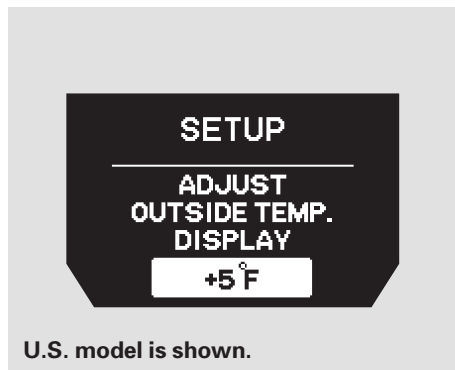 SETUP
ADJUST
OUTSIDE TEMP.
DISPLAY
+5°F
U.S. model is shown.